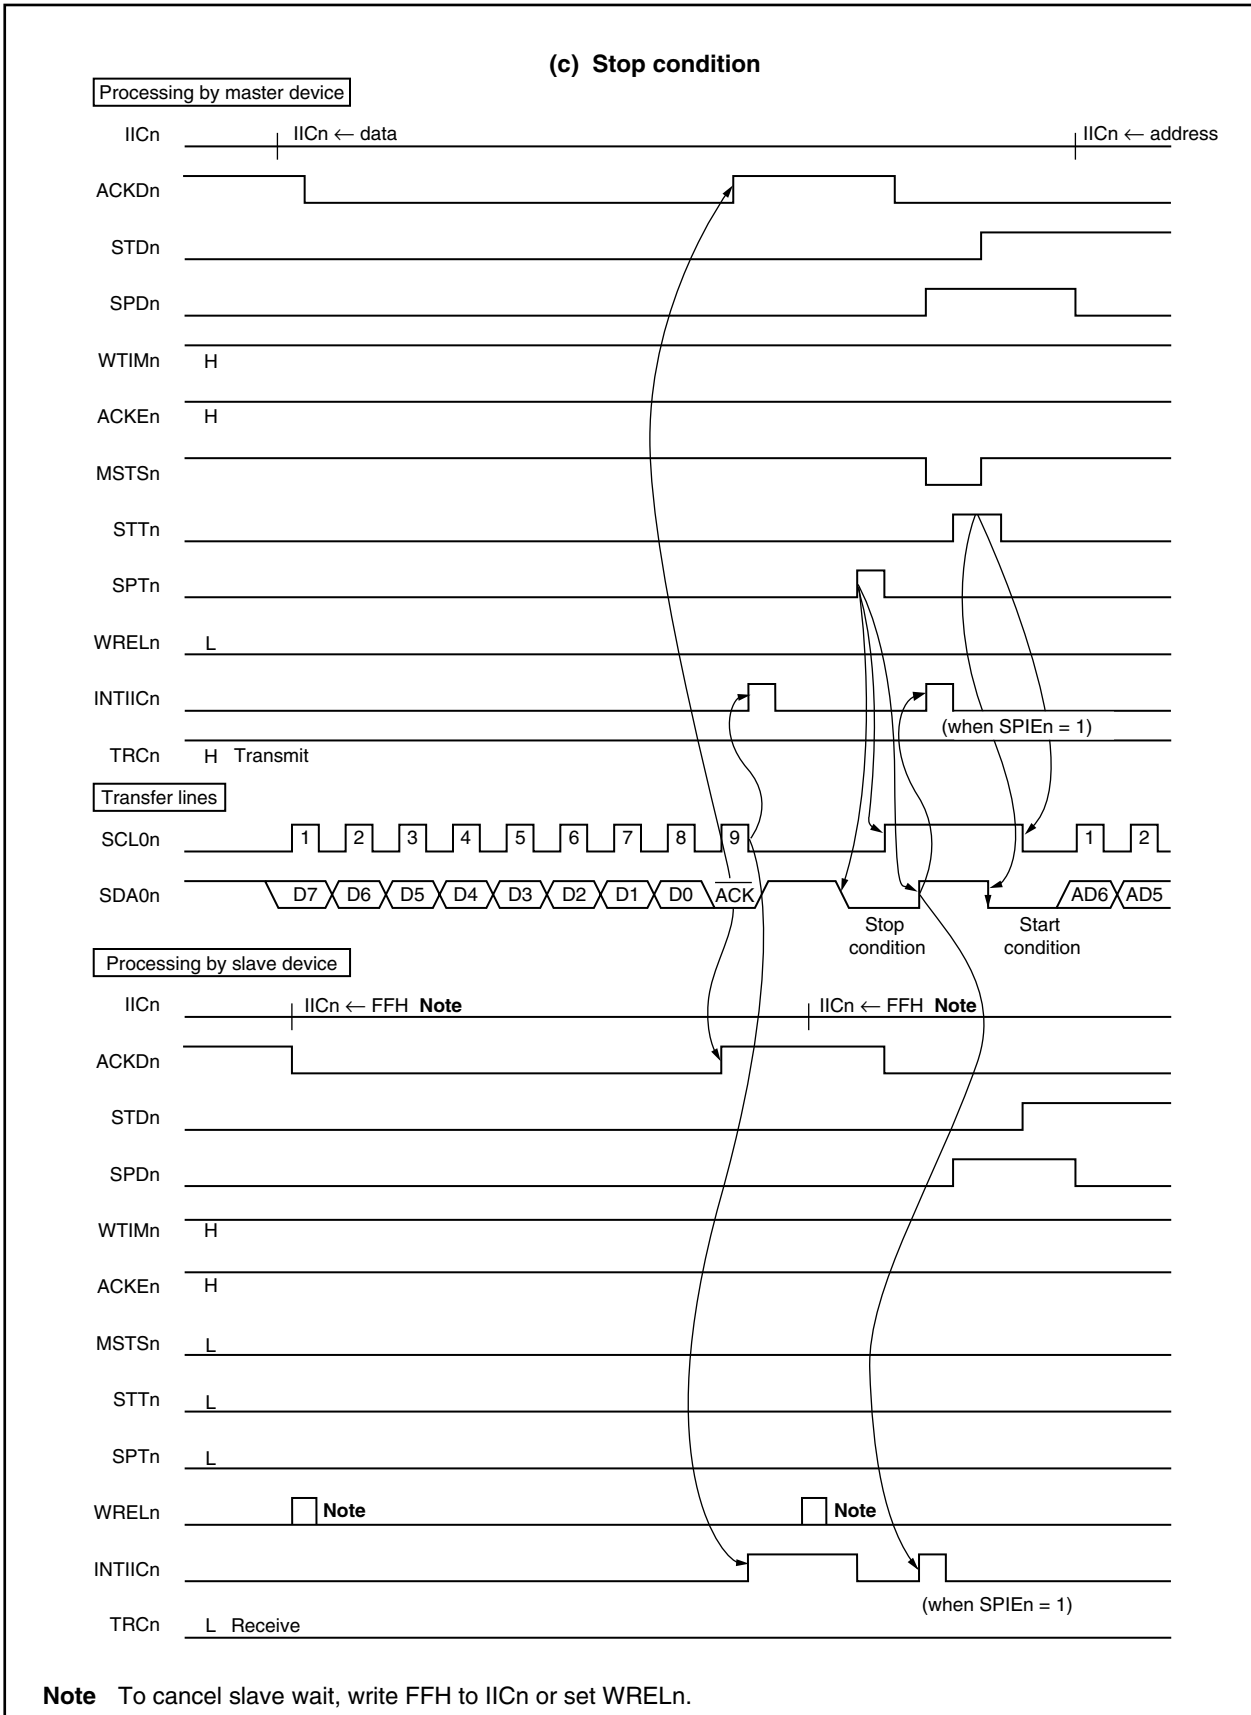 (c) Stop condition
Processing by master device
IICn IICn ← data IICn ← address
ACKDn
STDn
SPDn
WTIMn H
ACKEn H
MSTSn
STTn
SPTn
WRELn L
INTIICn
(when SPIEn = 1)
TRCn H Transmit
Transfer lines
SCL0n 1 2 3 4 5 6 7 8 9 1 2
SDA0n D7 D6 D5 D4 D3 D2 D1 D0 A̅C̅K̅ AD6 AD5
Stop condition Start condition
Processing by slave device
IICn IICn ← FFH Note IICn ← FFH Note
ACKDn
STDn
SPDn
WTIMn H
ACKEn H
MSTSn L
STTn L
SPTn L
WRELn Note Note
INTIICn
(when SPIEn = 1)
TRCn L Receive
Note To cancel slave wait, write FFH to IICn or set WRELn.